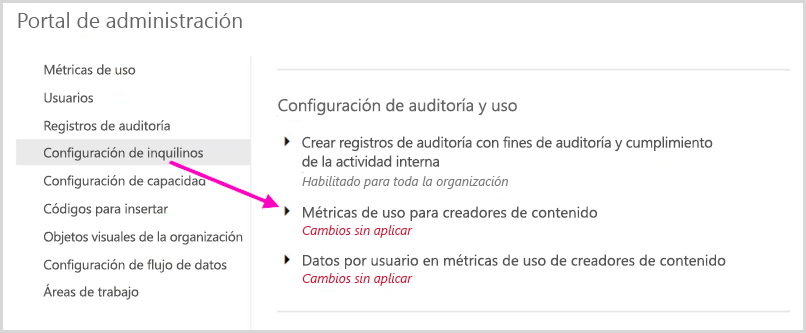 Portal de administración
Métricas de uso
Usuarios
Registros de auditoría
Configuración de inquilinos
Configuración de capacidad
Códigos para insertar
Objetos visuales de la organización
Configuración de flujo de datos
Áreas de trabajo
Configuración de auditoría y uso
Crear registros de auditoría con fines de auditoría y cumplimiento
de la actividad interna
Habilitado para toda la organización
Métricas de uso para creadores de contenido
Cambios sin aplicar
Datos por usuario en métricas de uso de creadores de contenido
Cambios sin aplicar